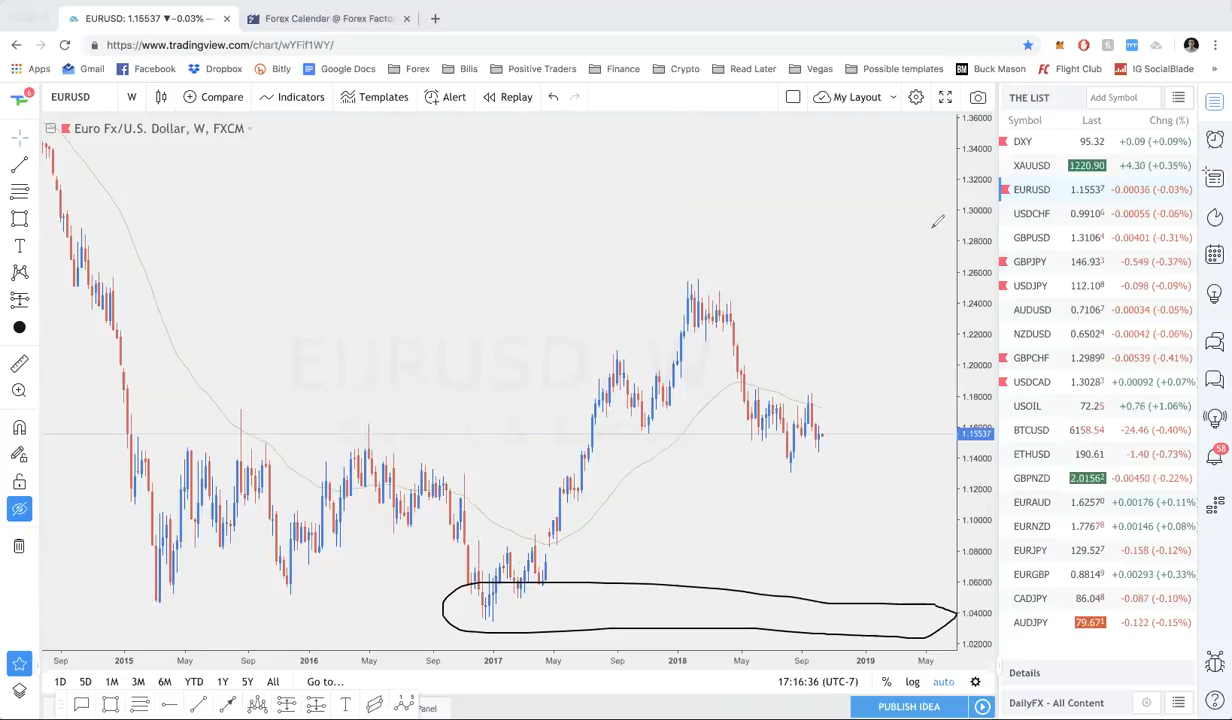 EURUSD: 1.15537 ▼−0.03% —
Forex Calendar @ Forex Facto
https://www.tradingview.com/chart/wYFif1WY/
Apps Gmail Facebook Dropbox Bitly Google Docs Forex Bills Positive Traders Finance Crypto Read Later Vegas Possible templates BM Buck Mason FC Flight Club IG SocialBlade »
6 EURUSD W Compare Indicators Templates Alert Replay My Layout
THE LIST Add Symbol
Symbol Last Chng (%)
Euro Fx/U.S. Dollar, W, FXCM
EURUSD, W
DXY 95.32 +0.09 (+0.09%)
XAUUSD 1220.90 +4.30 (+0.35%)
EURUSD 1.15537 -0.00036 (-0.03%)
USDCHF 0.99106 -0.00055 (-0.06%)
GBPUSD 1.31064 -0.00401 (-0.31%)
GBPJPY 146.933 -0.549 (-0.37%)
USDJPY 112.108 -0.098 (-0.09%)
AUDUSD 0.71067 -0.00034 (-0.05%)
NZDUSD 0.65024 -0.00042 (-0.06%)
GBPCHF 1.29890 -0.00539 (-0.41%)
USDCAD 1.30283 +0.00092 (+0.07%)
USOIL 72.25 +0.76 (+1.06%)
BTCUSD 6158.54 -24.46 (-0.40%)
ETHUSD 190.61 -1.40 (-0.73%)
GBPNZD 2.01562 -0.00450 (-0.22%)
EURAUD 1.62570 +0.00176 (+0.11%)
EURNZD 1.77678 +0.00146 (+0.08%)
EURJPY 129.527 -0.158 (-0.12%)
EURGBP 0.88149 +0.00293 (+0.33%)
CADJPY 86.048 -0.087 (-0.10%)
AUDJPY 79.671 -0.122 (-0.15%)
1.36000
1.34000
1.32000
1.30000
1.28000
1.26000
1.24000
1.22000
1.20000
1.18000
1.16000
1.15537
1.14000
1.12000
1.10000
1.08000
1.06000
1.04000
1.02000
58
Sep 2015 May Sep 2016 May Sep 2017 May Sep 2018 May Sep 2019 May
1D 5D 1M 3M 6M YTD 1Y 5Y All Go to... 17:16:36 (UTC-7) % log auto
Details
Panel
PUBLISH IDEA
DailyFX - All Content